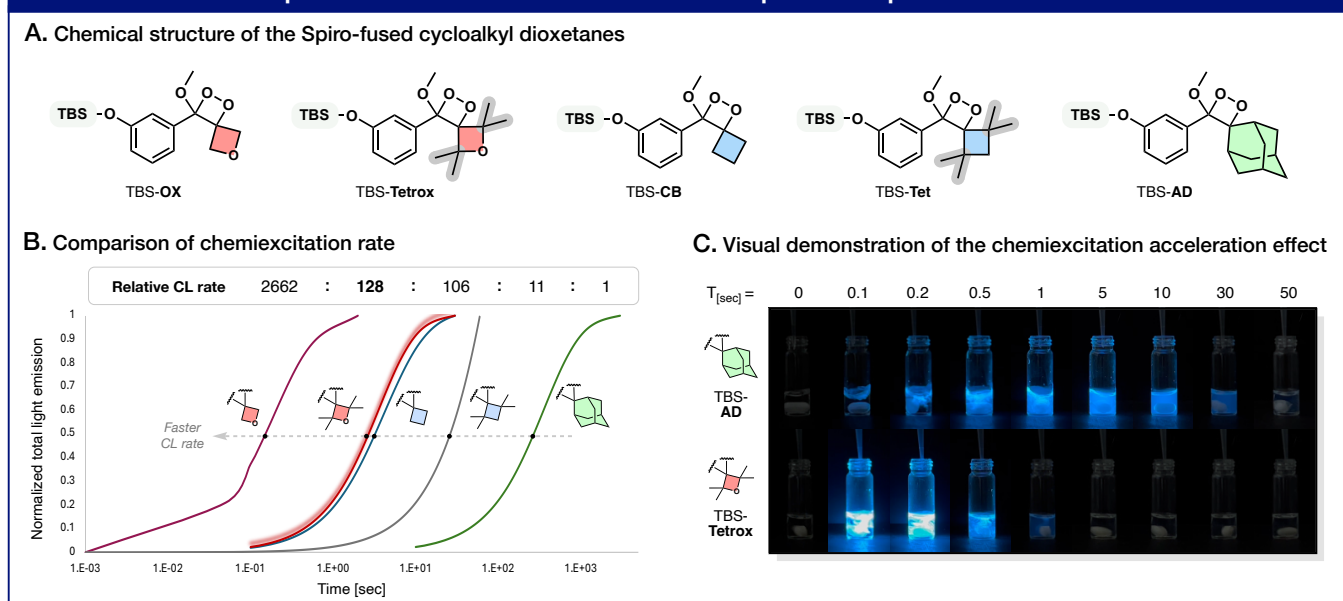 A. Chemical structure of the Spiro-fused cycloalkyl dioxetanes
TBS -O O O-O O
TBS -O O O-O O
TBS -O O O-O
TBS -O O O-O
TBS -O O O-O
TBS-OX
TBS-Tetrox
TBS-CB
TBS-Tet
TBS-AD
B. Comparison of chemiexcitation rate
Relative CL rate 2662 : 128 : 106 : 11 : 1
Normalized total light emission
1
0.9
0.8
0.7
0.6
0.5
0.4
0.3
0.2
0.1
0
Faster
CL rate
O
O
1.E-03 1.E-02 1.E-01 1.E+00 1.E+01 1.E+02 1.E+03
Time [sec]
C. Visual demonstration of the chemiexcitation acceleration effect
T[sec] = 0 0.1 0.2 0.5 1 5 10 30 50
TBS-
AD
O
TBS-
Tetrox